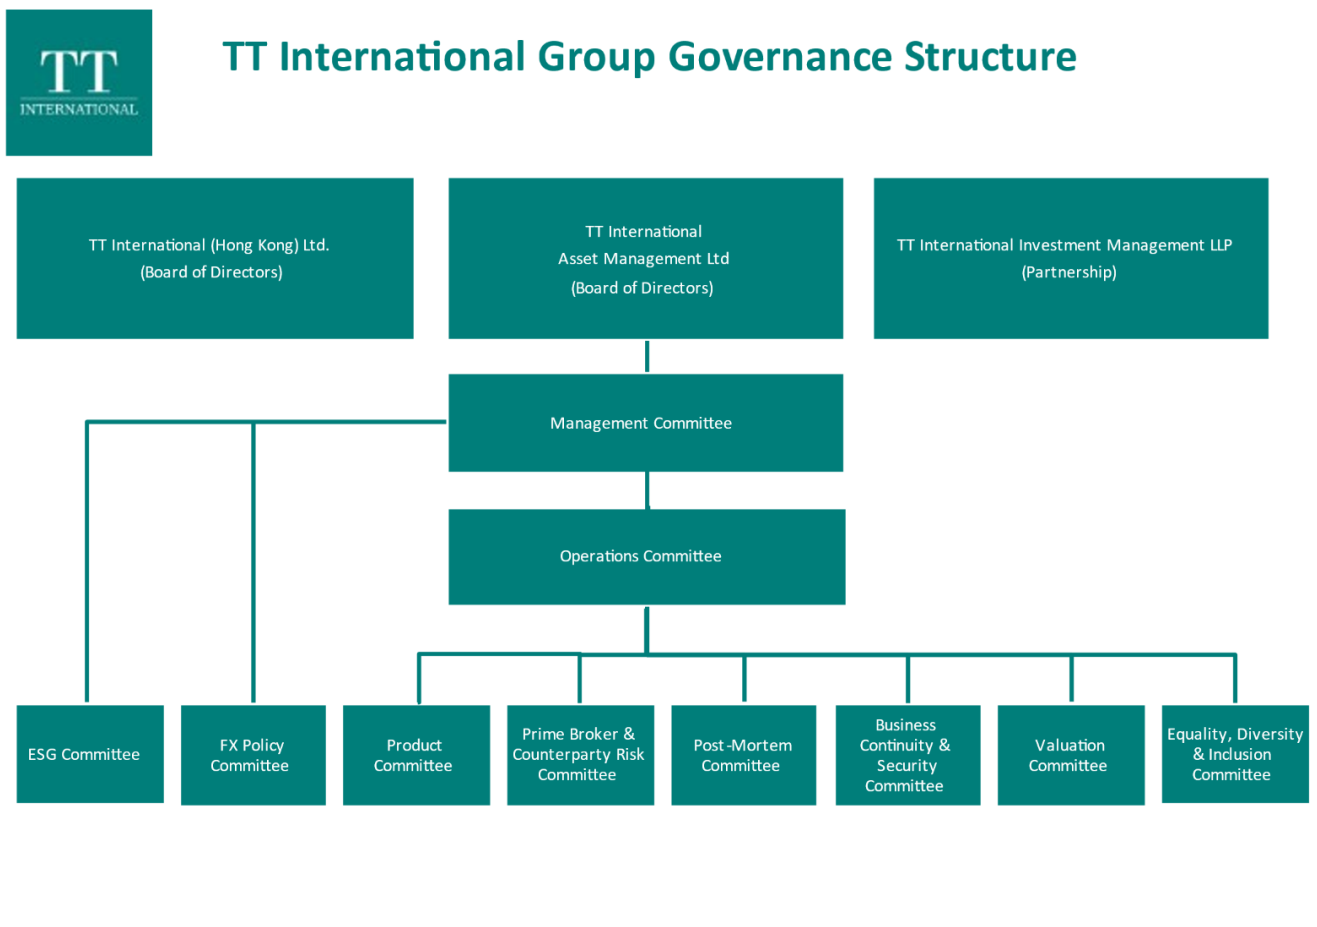 TT
INTERNATIONAL
TT International Group Governance Structure
TT International (Hong Kong) Ltd.
(Board of Directors)
TT International
Asset Management Ltd
(Board of Directors)
TT International Investment Management LLP
(Partnership)
Management Committee
Operations Committee
ESG Committee
FX Policy
Committee
Product
Committee
Prime Broker &
Counterparty Risk
Committee
Post-Mortem
Committee
Business
Continuity &
Security
Committee
Valuation
Committee
Equality, Diversity
& Inclusion
Committee